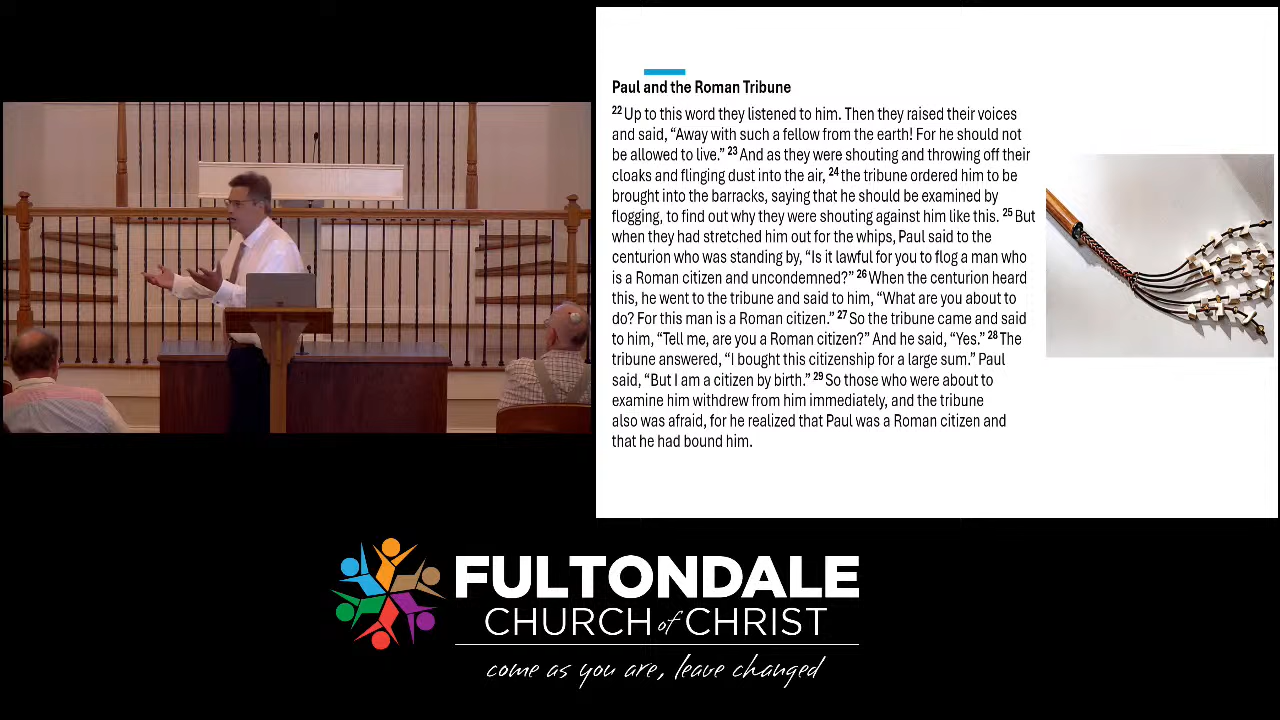 Paul and the Roman Tribune
22 Up to this word they listened to him. Then they raised their voices
and said, “Away with such a fellow from the earth! For he should not
be allowed to live.” 23 And as they were shouting and throwing off their
cloaks and flinging dust into the air, 24 the tribune ordered him to be
brought into the barracks, saying that he should be examined by
flogging, to find out why they were shouting against him like this. 25 But
when they had stretched him out for the whips, Paul said to the
centurion who was standing by, “Is it lawful for you to flog a man who
is a Roman citizen and uncondemned?” 26 When the centurion heard
this, he went to the tribune and said to him, “What are you about to
do? For this man is a Roman citizen.” 27 So the tribune came and said
to him, “Tell me, are you a Roman citizen?” And he said, “Yes.” 28 The
tribune answered, “I bought this citizenship for a large sum.” Paul
said, “But I am a citizen by birth.” 29 So those who were about to
examine him withdrew from him immediately, and the tribune
also was afraid, for he realized that Paul was a Roman citizen and
that he had bound him.
FULTONDALE
CHURCH of CHRIST
come as you are, leave changed